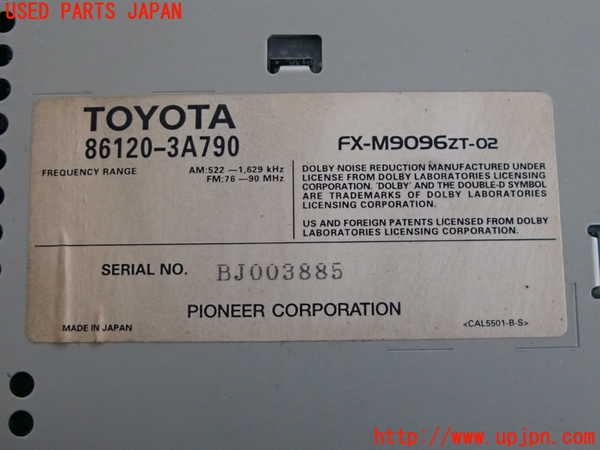 USED PARTS JAPAN
TOYOTA
86120-3A790
FX-M9096ZT-02
FREQUENCY RANGE
AM:522 —1,629 kHz
FM:76 —90 MHz
DOLBY NOISE REDUCTION MANUFACTURED UNDER
LICENSE FROM DOLBY LABORATORIES LICENSING
CORPORATION. 'DOLBY' AND THE DOUBLE-D SYMBOL
ARE TRADEMARKS OF DOLBY LABORATORIES
LICENSING CORPORATION.
US AND FOREIGN PATENTS LICENSED FROM DOLBY
LABORATORIES LICENSING CORPORATION.
SERIAL NO. BJ003885
PIONEER CORPORATION
MADE IN JAPAN
<CAL5501-B-S>
http://www.upjpn.com/